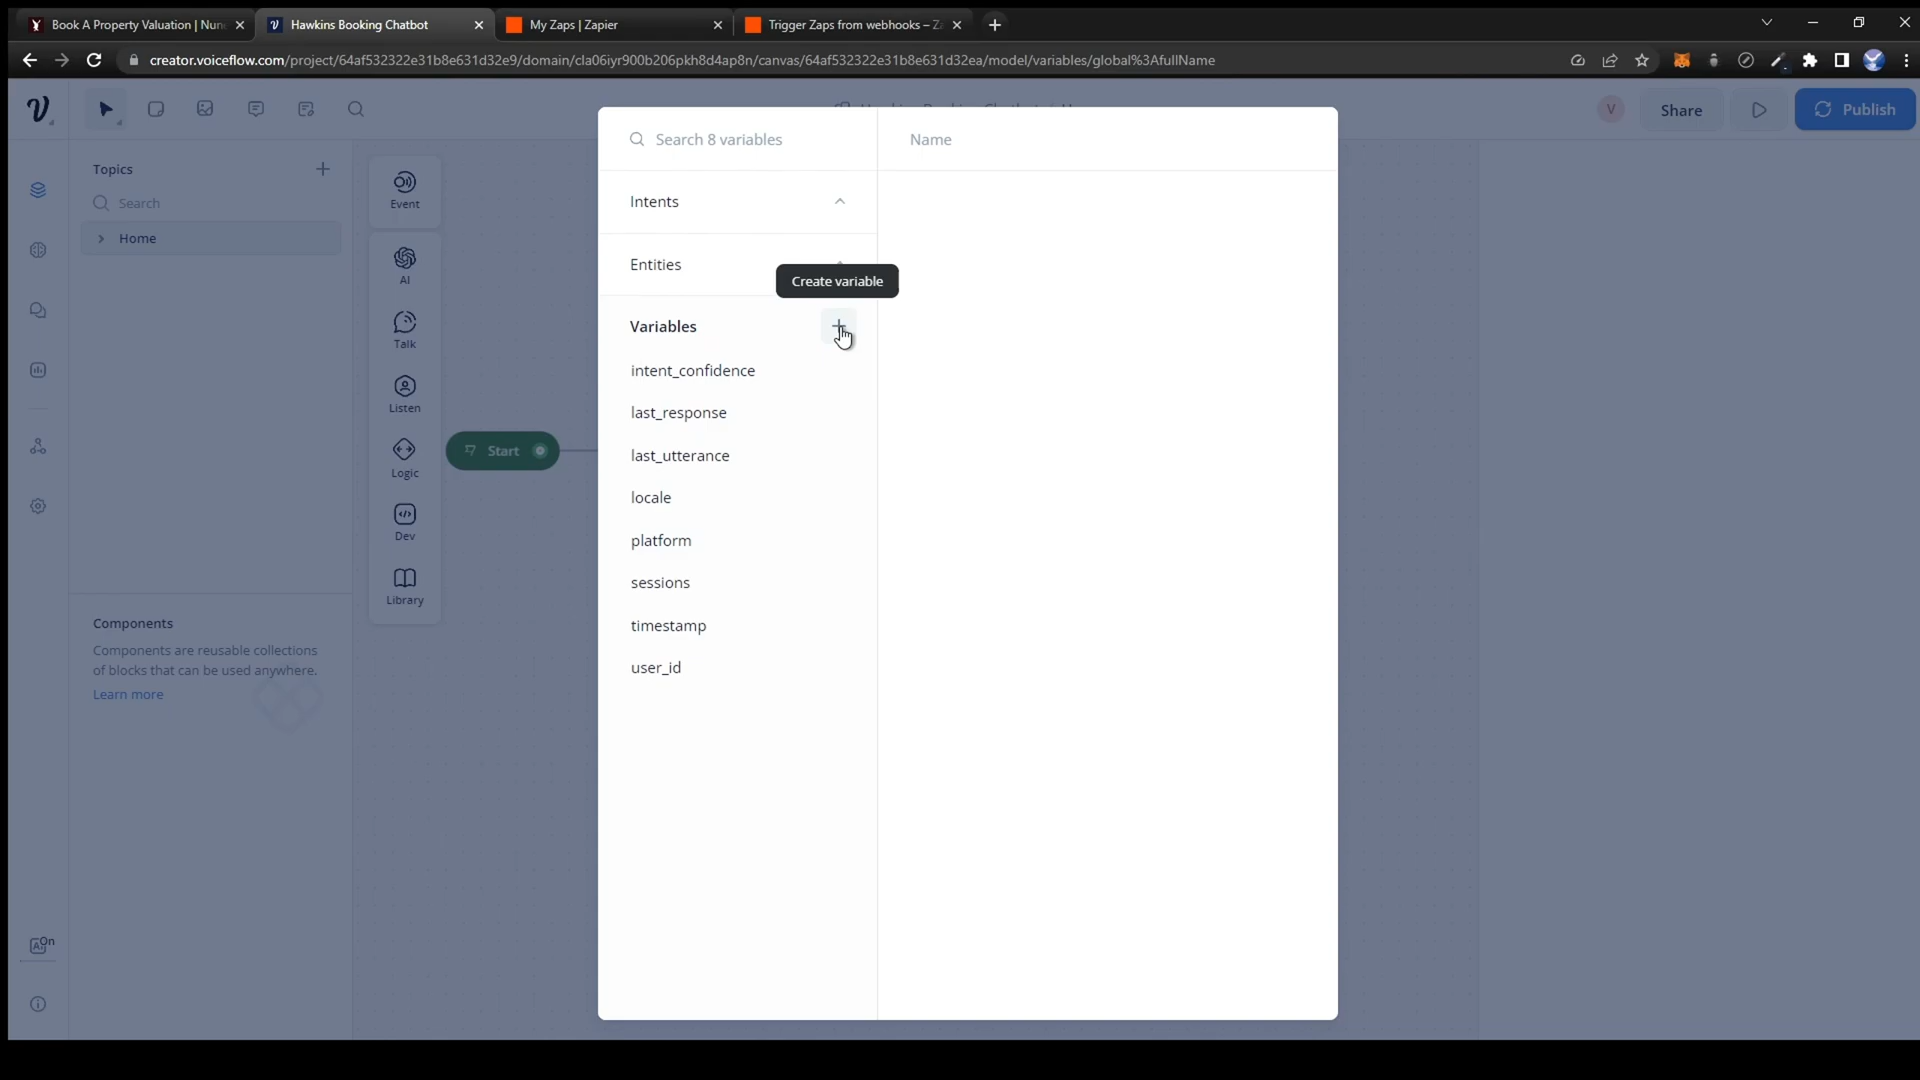 Book A Property Valuation | Nun
Hawkins Booking Chatbot
My Zaps | Zapier
Trigger Zaps from webhooks – Za
creator.voiceflow.com/project/64af532322e31b8e631d32e9/domain/cla06iyr900b206pkh8d4ap8n/canvas/64af532322e31b8e631d32ea/model/variables/global%3AfullName
V
Share
Publish
Topics
Search
Home
Event
AI
Talk
Listen
Logic
Dev
Library
Start
Components
Components are reusable collections
of blocks that can be used anywhere.
Learn more
On
Search 8 variables
Name
Intents
Entities
Create variable
Variables
intent_confidence
last_response
last_utterance
locale
platform
sessions
timestamp
user_id